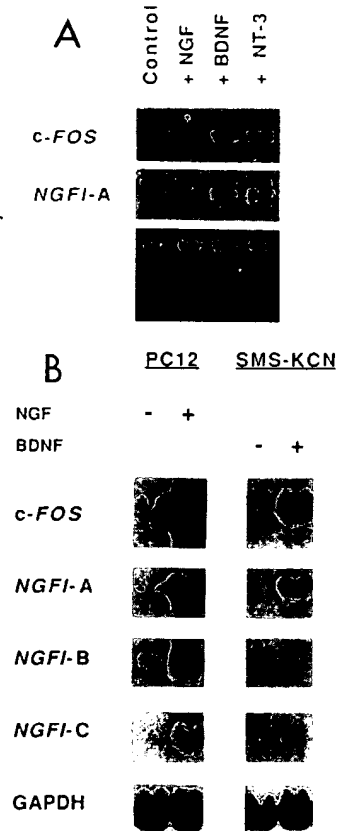 A
Control
+ NGF
+ BDNF
+ NT-3
c-FOS
NGFI-A
B
PC12 SMS-KCN
NGF - +
BDNF - +
c-FOS
NGFI-A
NGFI-B
NGFI-C
GAPDH